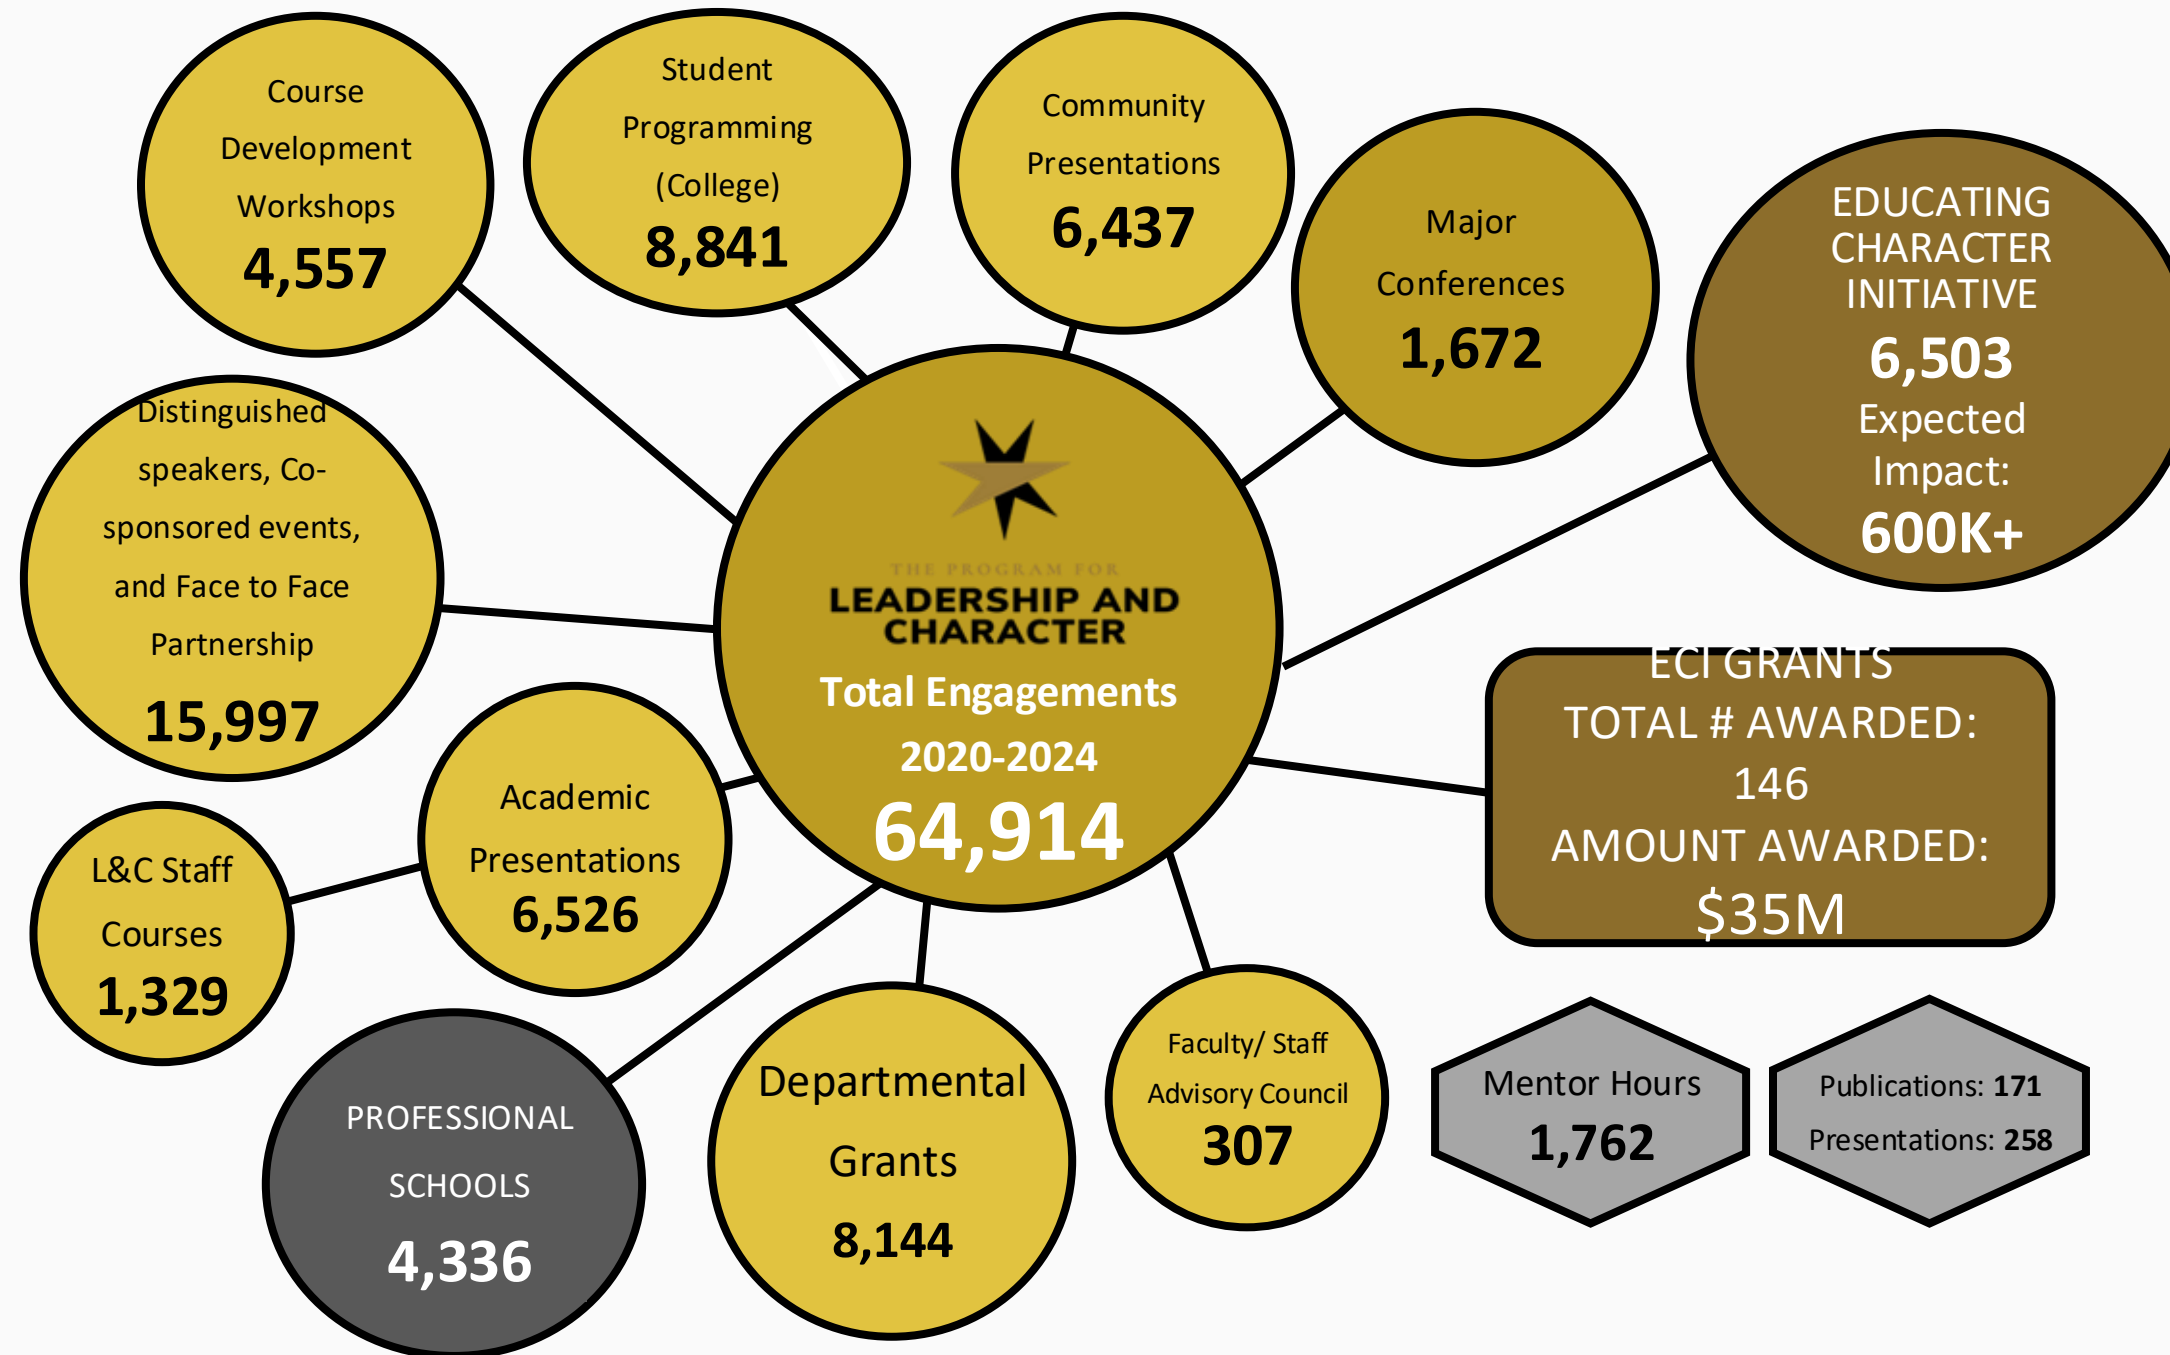 Course
Development
Workshops
4,557
Student
Programming
(College)
8,841
Community
Presentations
6,437
Major
Conferences
1,672
EDUCATING
CHARACTER
INITIATIVE
6,503
Expected
Impact:
600K+
Distinguished
speakers, Co-
sponsored events,
and Face to Face
Partnership
15,997
THE PROGRAM FOR
LEADERSHIP AND
CHARACTER
Total Engagements
2020-2024
64,914
ECI GRANTS
TOTAL # AWARDED:
146
AMOUNT AWARDED:
$35M
Academic
Presentations
6,526
L&C Staff
Courses
1,329
PROFESSIONAL
SCHOOLS
4,336
Departmental
Grants
8,144
Faculty/ Staff
Advisory Council
307
Mentor Hours
1,762
Publications: 171
Presentations: 258